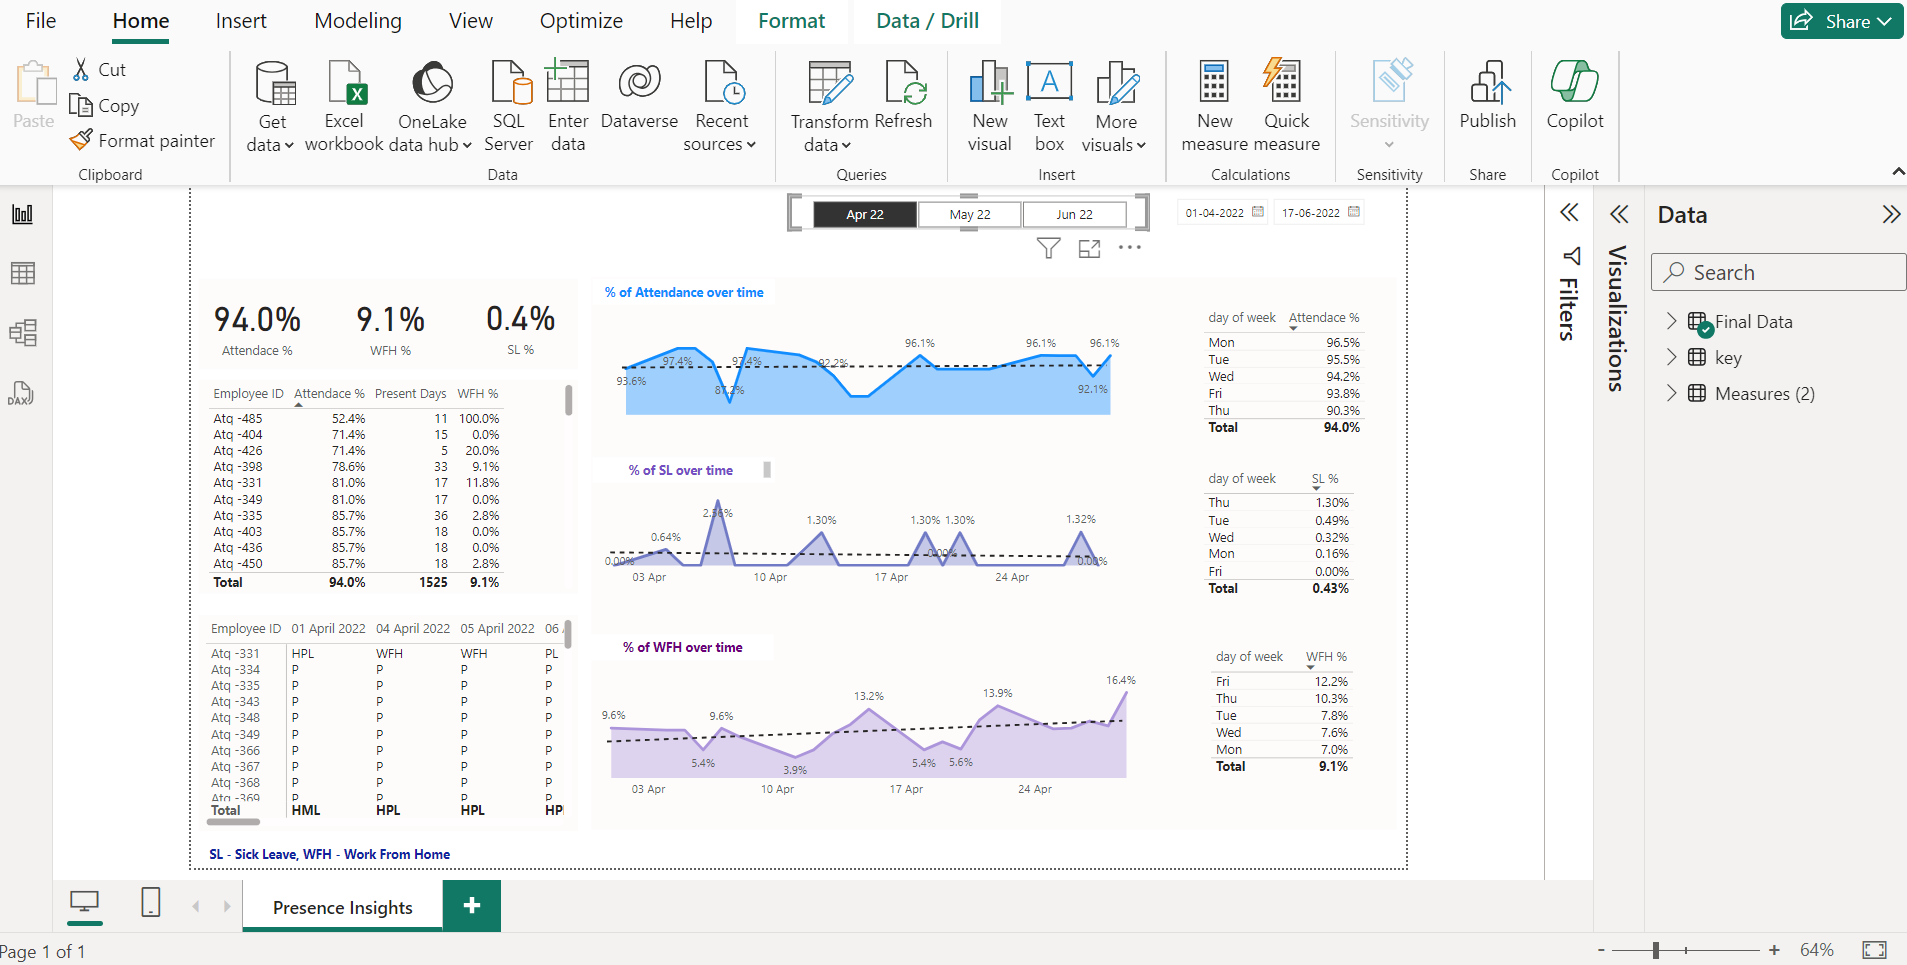 File Home Insert Modeling View Optimize Help Format Data / Drill Share
Paste
Cut
Copy
Format painter
Clipboard
Get data
Excel workbook
OneLake data hub
SQL Server
Enter data
Dataverse
Recent sources
Data
Transform data
Refresh
Queries
New visual
Text box
A
More visuals
Insert
New measure
Quick measure
Calculations
Sensitivity
Sensitivity
Publish
Share
Copilot
Copilot
Apr 22 May 22 Jun 22
01-04-2022 17-06-2022
94.0% 9.1% 0.4%
Attendace % WFH % SL %
Employee ID Attendace % Present Days WFH %
Atq -485 52.4% 11 100.0%
Atq -404 71.4% 15 0.0%
Atq -426 71.4% 5 20.0%
Atq -398 78.6% 33 9.1%
Atq -331 81.0% 17 11.8%
Atq -349 81.0% 17 0.0%
Atq -335 85.7% 36 2.8%
Atq -403 85.7% 18 0.0%
Atq -436 85.7% 18 0.0%
Atq -450 85.7% 18 2.8%
Total 94.0% 1525 9.1%
Employee ID 01 April 2022 04 April 2022 05 April 2022 06
Atq -331 HPL WFH WFH PL
Atq -334 P P P P
Atq -335 P P P P
Atq -343 P P P P
Atq -348 P P P P
Atq -349 P P P P
Atq -366 P P P P
Atq -367 P P P P
Atq -368 P P P P
Atq -369 P P P P
Total HML HPL HPL HP
SL - Sick Leave, WFH - Work From Home
% of Attendance over time
93.6% 97.4% 87.2% 97.4% 92.2% 96.1% 96.1% 92.1% 96.1%
% of SL over time
0.00% 0.64% 2.56% 1.30% 1.30% 0.00% 1.30% 1.32% 0.00%
03 Apr 10 Apr 17 Apr 24 Apr
% of WFH over time
9.6% 5.4% 9.6% 3.9% 13.2% 5.4% 5.6% 13.9% 16.4%
03 Apr 10 Apr 17 Apr 24 Apr
day of week Attendace %
Mon 96.5%
Tue 95.5%
Wed 94.2%
Fri 93.8%
Thu 90.3%
Total 94.0%
day of week SL %
Thu 1.30%
Tue 0.49%
Wed 0.32%
Mon 0.16%
Fri 0.00%
Total 0.43%
day of week WFH %
Fri 12.2%
Thu 10.3%
Tue 7.8%
Wed 7.6%
Mon 7.0%
Total 9.1%
Filters
Visualizations
Data
Search
Final Data
key
Measures (2)
DAX
Presence Insights
+
Page 1 of 1
- + 64%